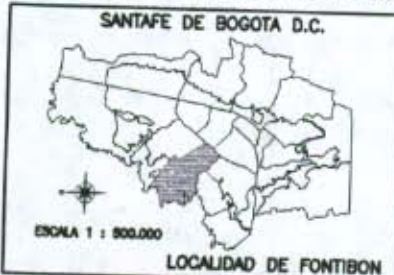 SANTAFE DE BOGOTA D.C.
ESCALA 1 : 500.000
LOCALIDAD DE FONTIBON